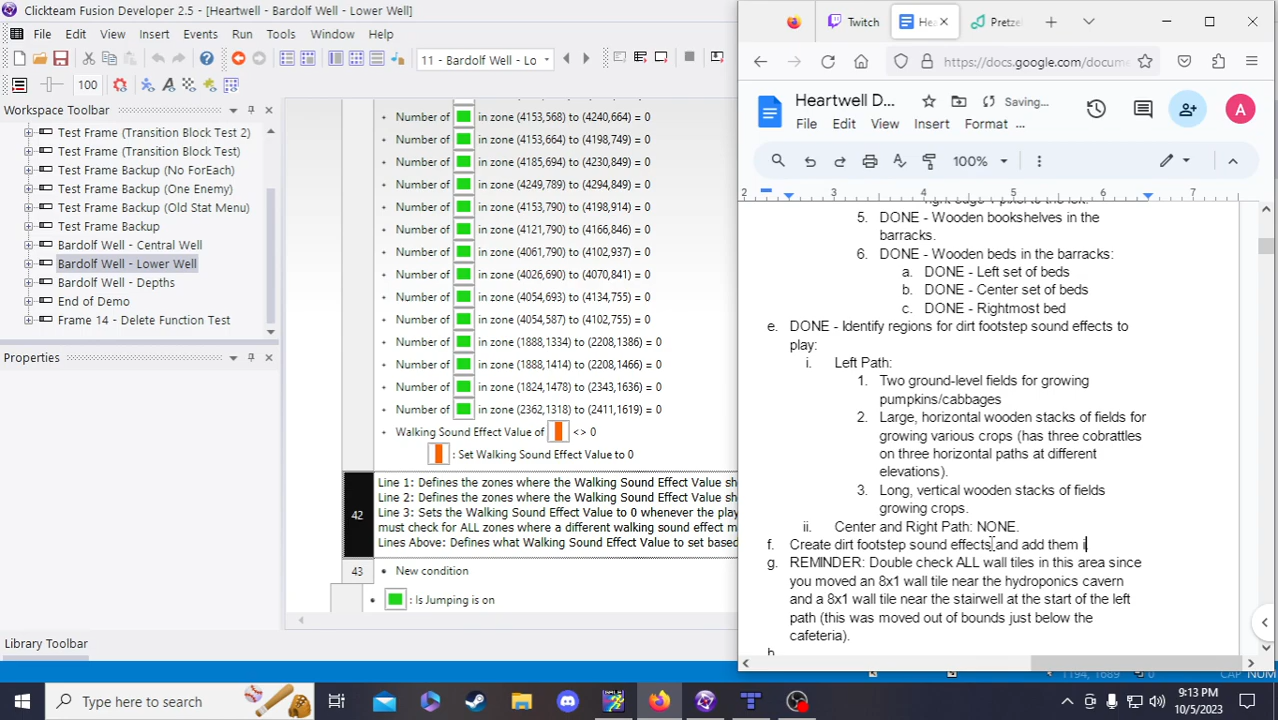 Clickteam Fusion Developer 2.5 - [Heartwell - Bardolf Well - Lower Well]
File Edit View Insert Events Run Tools Window Help
11 - Bardolf Well - Lo
100
Workspace Toolbar
Test Frame (Transition Block Test 2)
Test Frame (Transition Block Test)
Test Frame Backup (No ForEach)
Test Frame Backup (One Enemy)
Test Frame Backup (Old Stat Menu)
Test Frame Backup
Bardolf Well - Central Well
Bardolf Well - Lower Well
Bardolf Well - Depths
End of Demo
Frame 14 - Delete Function Test
Properties
Library Toolbar
Number of in zone (4153,568) to (4240,664) = 0
Number of in zone (4153,664) to (4198,749) = 0
Number of in zone (4185,694) to (4230,849) = 0
Number of in zone (4249,789) to (4294,849) = 0
Number of in zone (4153,790) to (4198,914) = 0
Number of in zone (4121,790) to (4166,846) = 0
Number of in zone (4061,790) to (4102,937) = 0
Number of in zone (4026,690) to (4070,841) = 0
Number of in zone (4054,693) to (4134,755) = 0
Number of in zone (4054,587) to (4102,755) = 0
Number of in zone (1888,1334) to (2208,1386) = 0
Number of in zone (1888,1414) to (2208,1466) = 0
Number of in zone (1824,1478) to (2343,1636) = 0
Number of in zone (2362,1318) to (2411,1619) = 0
Walking Sound Effect Value of <> 0
: Set Walking Sound Effect Value to 0
42
Line 1: Defines the zones where the Walking Sound Effect Value sh
Line 2: Defines the zones where the Walking Sound Effect Value sh
Line 3: Sets the Walking Sound Effect Value to 0 whenever the play
must check for ALL zones where a different walking sound effect m
Lines Above: Defines what Walking Sound Effect Value to set based
43
New condition
: Is Jumping is on
Twitch
Hea
Pretzel
https://docs.google.com/docume
Heartwell D...
Saving...
File Edit View Insert Format ...
100%
2 3 4 5 6 7
5. DONE - Wooden bookshelves in the
barracks.
6. DONE - Wooden beds in the barracks:
a. DONE - Left set of beds
b. DONE - Center set of beds
c. DONE - Rightmost bed
e. DONE - Identify regions for dirt footstep sound effects to
play:
i. Left Path:
1. Two ground-level fields for growing
pumpkins/cabbages
2. Large, horizontal wooden stacks of fields for
growing various crops (has three cobrattles
on three horizontal paths at different
elevations).
3. Long, vertical wooden stacks of fields
growing crops.
ii. Center and Right Path: NONE.
f. Create dirt footstep sound effects and add them i
g. REMINDER: Double check ALL wall tiles in this area since
you moved an 8x1 wall tile near the hydroponics cavern
and a 8x1 wall tile near the stairwell at the start of the left
path (this was moved out of bounds just below the
cafeteria).
1194, 1689 0 CAP NUM
Type here to search
9:13 PM
10/5/2023